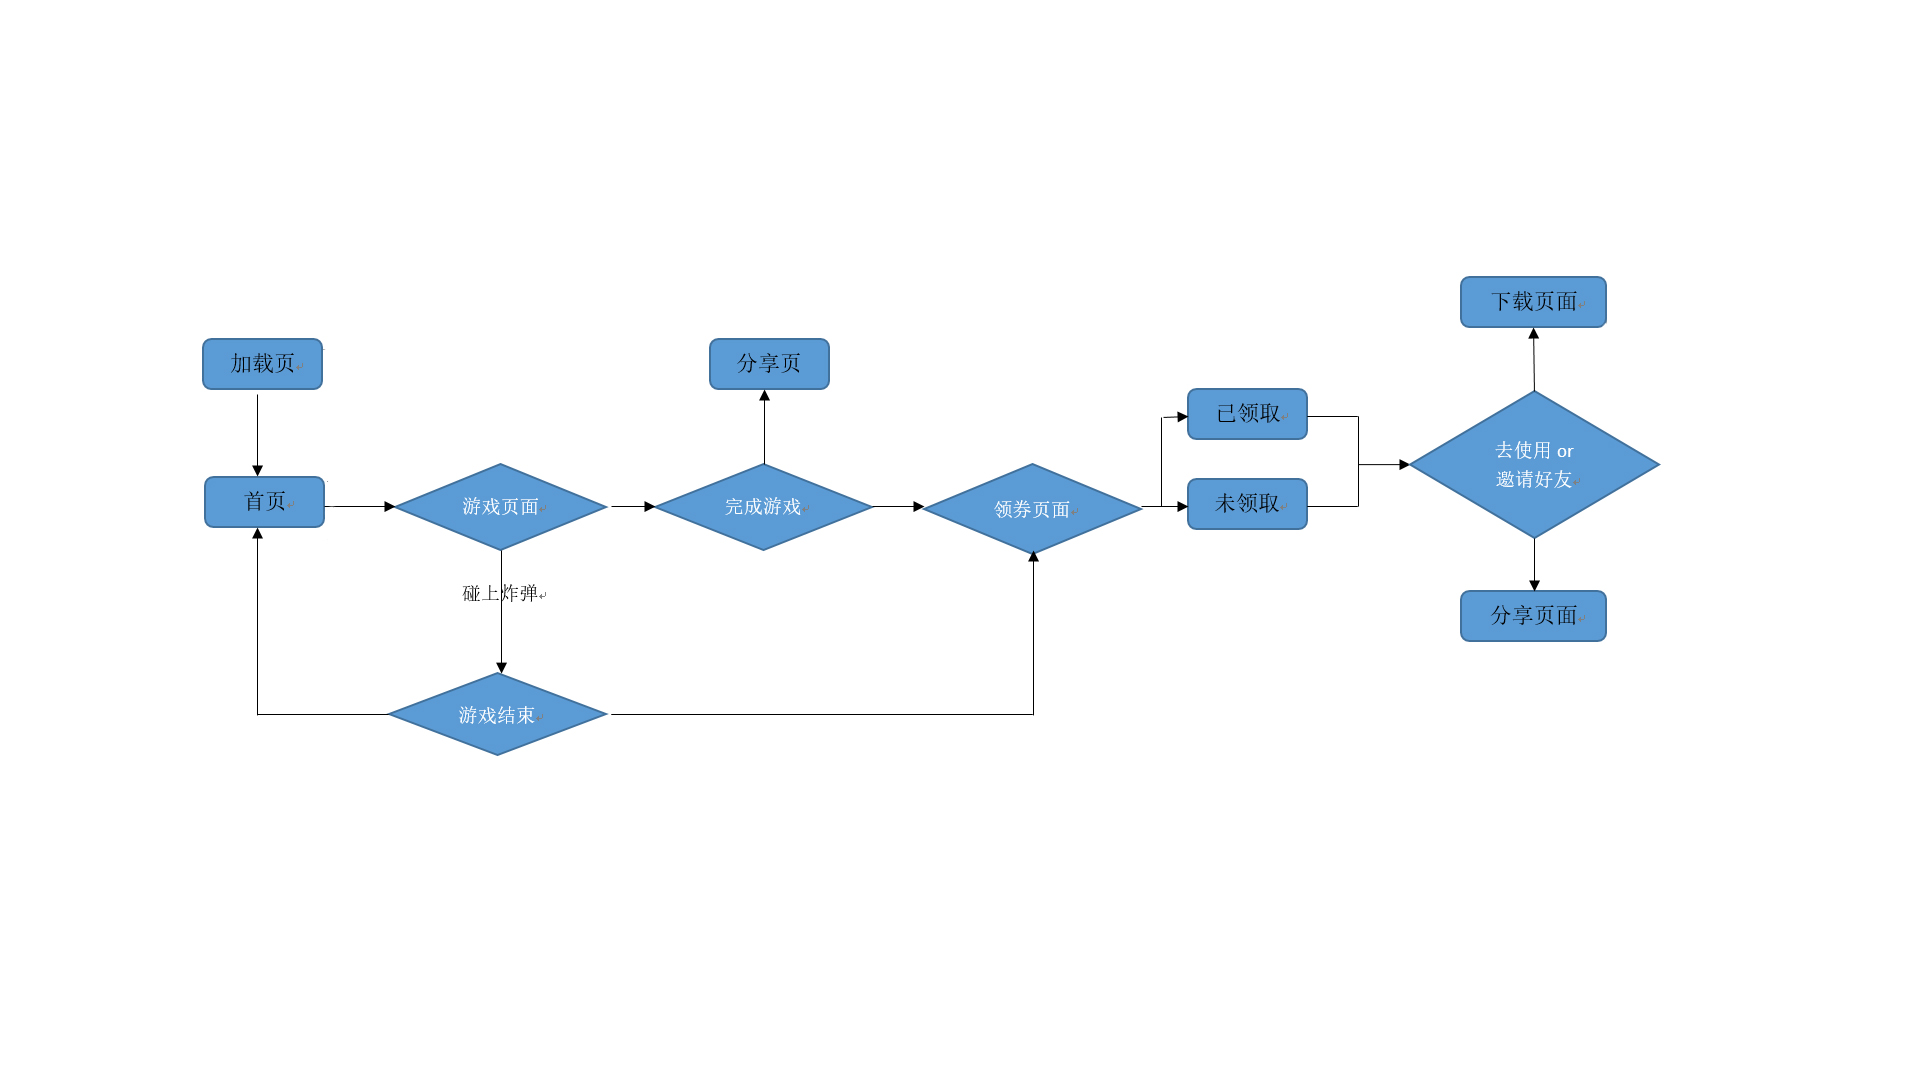 下载页面
加载页
分享页
已领取
去使用 or
邀请好友
首页
游戏页面
完成游戏
领券页面
未领取
碰上炸弹
分享页面
游戏结束